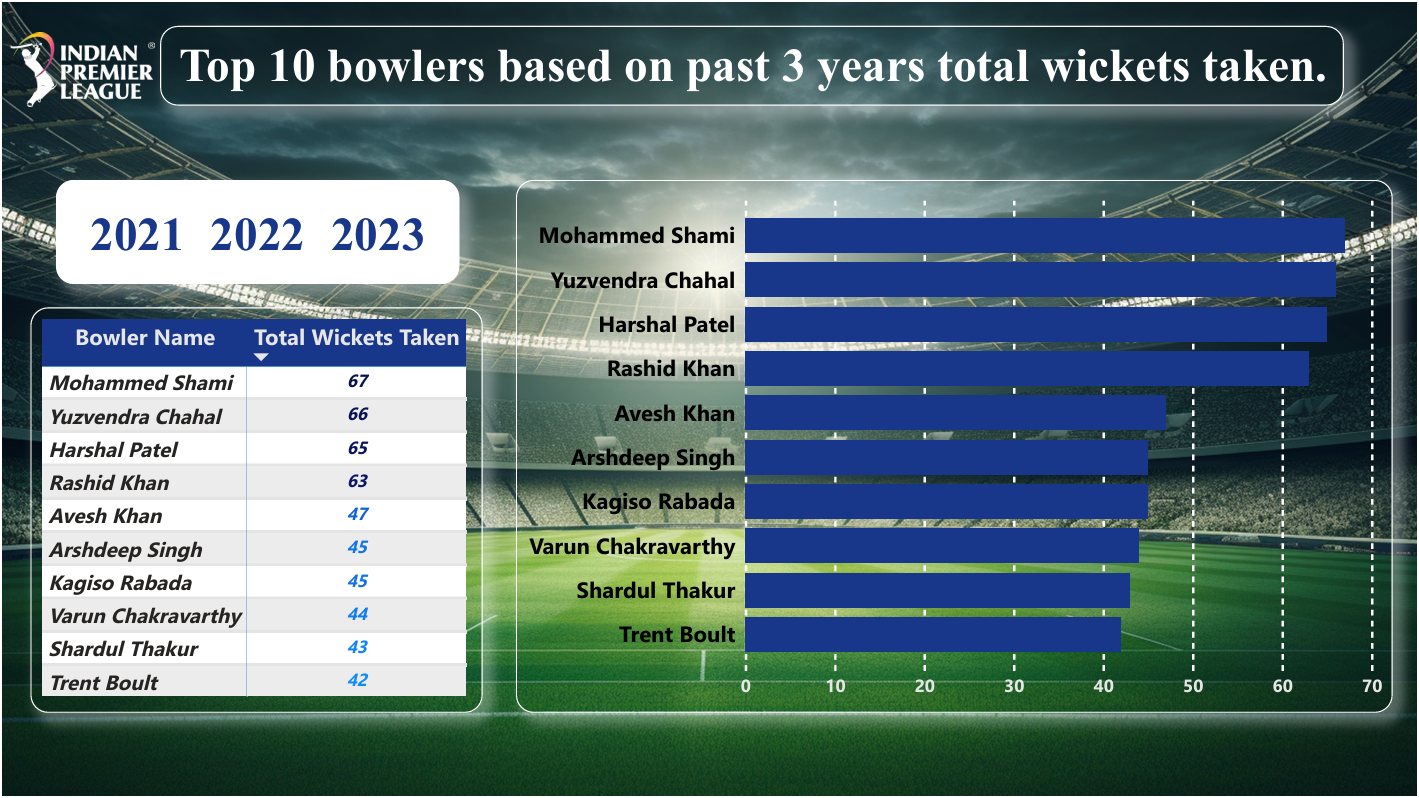 INDIAN ®
PREMIER
LEAGUE
Top 10 bowlers based on past 3 years total wickets taken.
2021 2022 2023
Bowler Name Total Wickets Taken
Mohammed Shami 67
Yuzvendra Chahal 66
Harshal Patel 65
Rashid Khan 63
Avesh Khan 47
Arshdeep Singh 45
Kagiso Rabada 45
Varun Chakravarthy 44
Shardul Thakur 43
Trent Boult 42
Mohammed Shami
Yuzvendra Chahal
Harshal Patel
Rashid Khan
Avesh Khan
Arshdeep Singh
Kagiso Rabada
Varun Chakravarthy
Shardul Thakur
Trent Boult
0 10 20 30 40 50 60 70